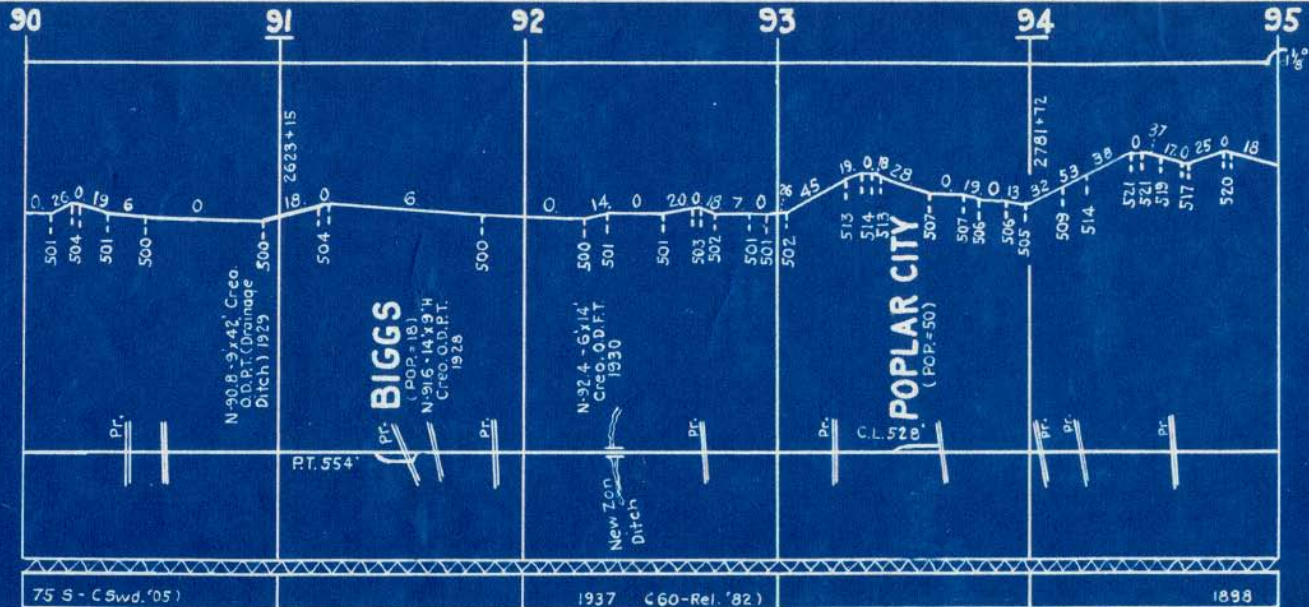 90 91 92 93 94 95
1⅛°
2623+15
2781+72
0. 26 0 19 6 0 18. 0 6 0. 14. 0 20 0 18 7 0 .26 45 19. 0. 18 28 0 19. 0 13 32 53 38 0 37 17. 0 25 0 18
501 504 501 500 500 504 500 500 501 501 503 502 501 501 502 513 514 513 507 507 506 506 505 509 514 521 521 519 517 520
N-90.8-9'x42' Creo.
O.D.P.T. (Drainage
Ditch) 1929
BIGGS
(POP.=18)
N-91.6-14'x9'H
Creo. O.D.P.T.
1928
N-92.4-6'x14'
Creo. O.D.F.T
1930
POPLAR CITY
(POP.=50)
Pr.
P.T. 554'
Pr.
Pr.
New Zon
Ditch
Pr.
C.L. 528'
Pr.
Pr.
Pr.
75 S-(Swd.'05)
1937 (60-Rel.'82)
1898